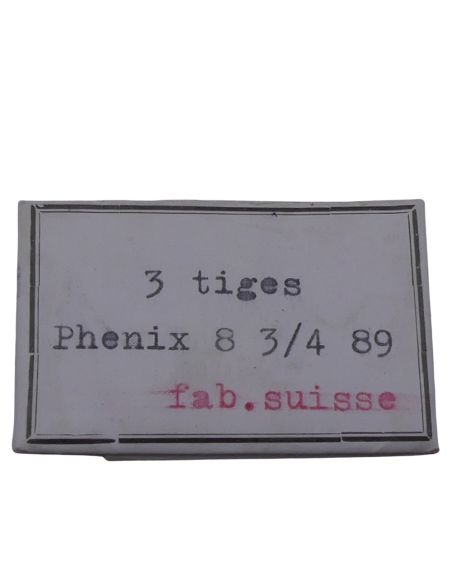 3 tiges
Phenix 8 3/4 89
fab.suisse